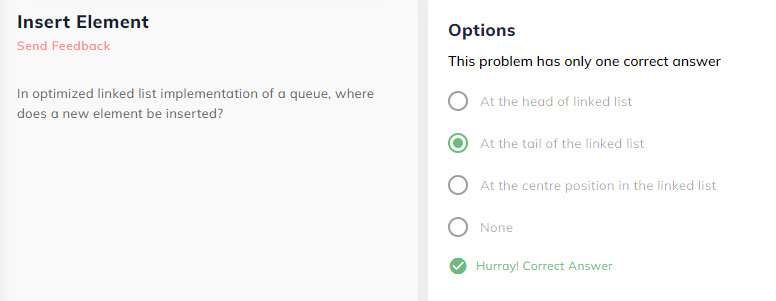 Insert Element
Send Feedback
In optimized linked list implementation of a queue, where
does a new element be inserted?
Options
This problem has only one correct answer
At the head of linked list
At the tail of the linked list
At the centre position in the linked list
None
Hurray! Correct Answer